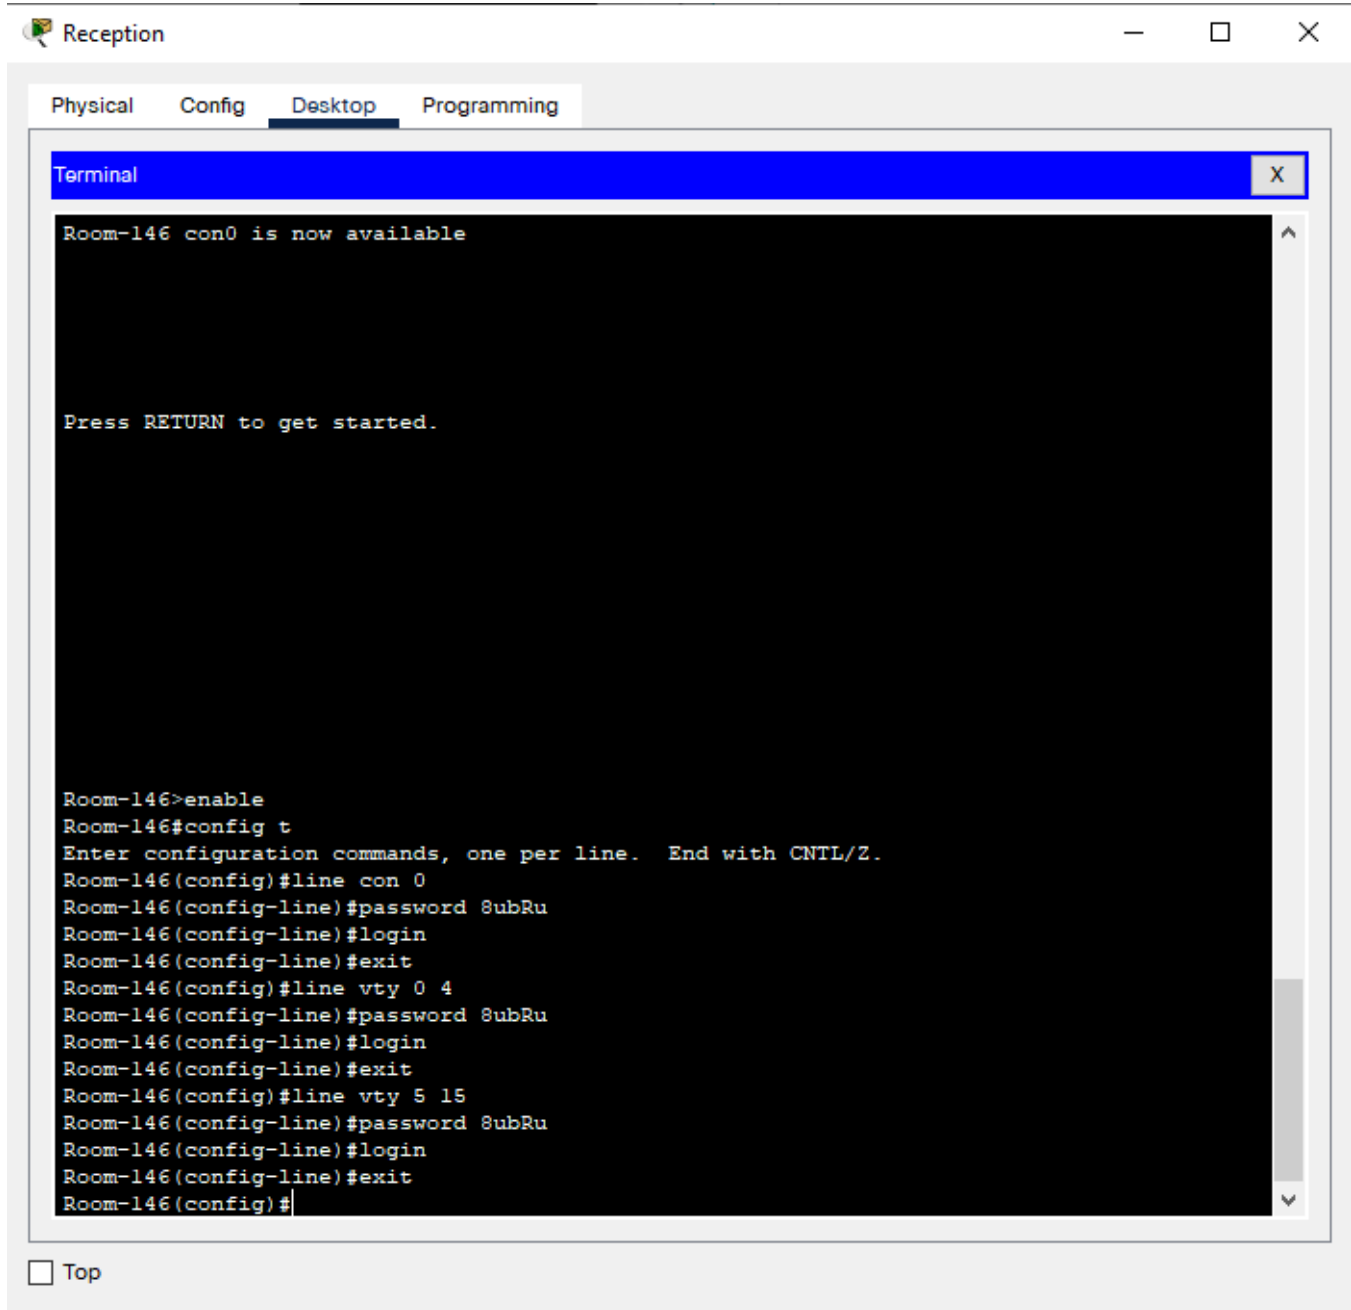 Reception
Physical Config Desktop Programming
Terminal
X
Room-146 con0 is now available
Press RETURN to get started.
Room-146>enable
Room-146#config t
Enter configuration commands, one per line.  End with CNTL/Z.
Room-146(config)#line con 0
Room-146(config-line)#password 8ubRu
Room-146(config-line)#login
Room-146(config-line)#exit
Room-146(config)#line vty 0 4
Room-146(config-line)#password 8ubRu
Room-146(config-line)#login
Room-146(config-line)#exit
Room-146(config)#line vty 5 15
Room-146(config-line)#password 8ubRu
Room-146(config-line)#login
Room-146(config-line)#exit
Room-146(config)#
Top